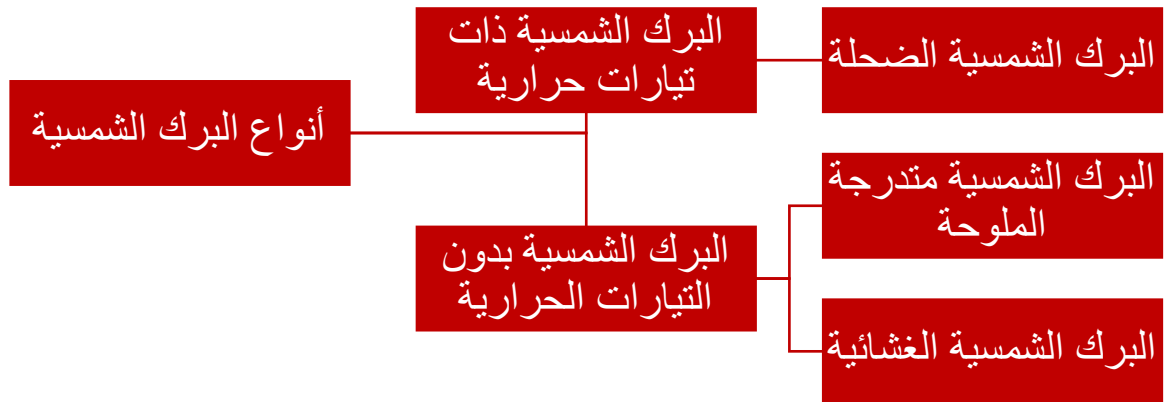 أنواع البرك الشمسية
البرك الشمسية ذات
تيارات حرارية
البرك الشمسية الضحلة
البرك الشمسية بدون
التيارات الحرارية
البرك الشمسية متدرجة
الملوحة
البرك الشمسية الغشائية